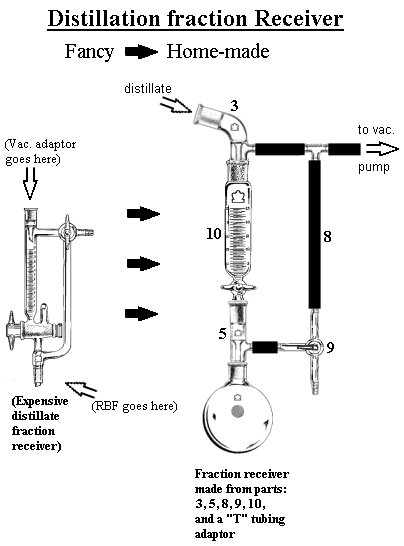 Distillation fraction Receiver
Fancy Home-made
distillate
3
to vac.
pump
(Vac. adaptor
goes here)
10
8
5
9
(RBF goes here)
(Expensive
distillate
fraction
receiver)
Fraction receiver
made from parts:
3, 5, 8, 9, 10,
and a "T" tubing
adaptor